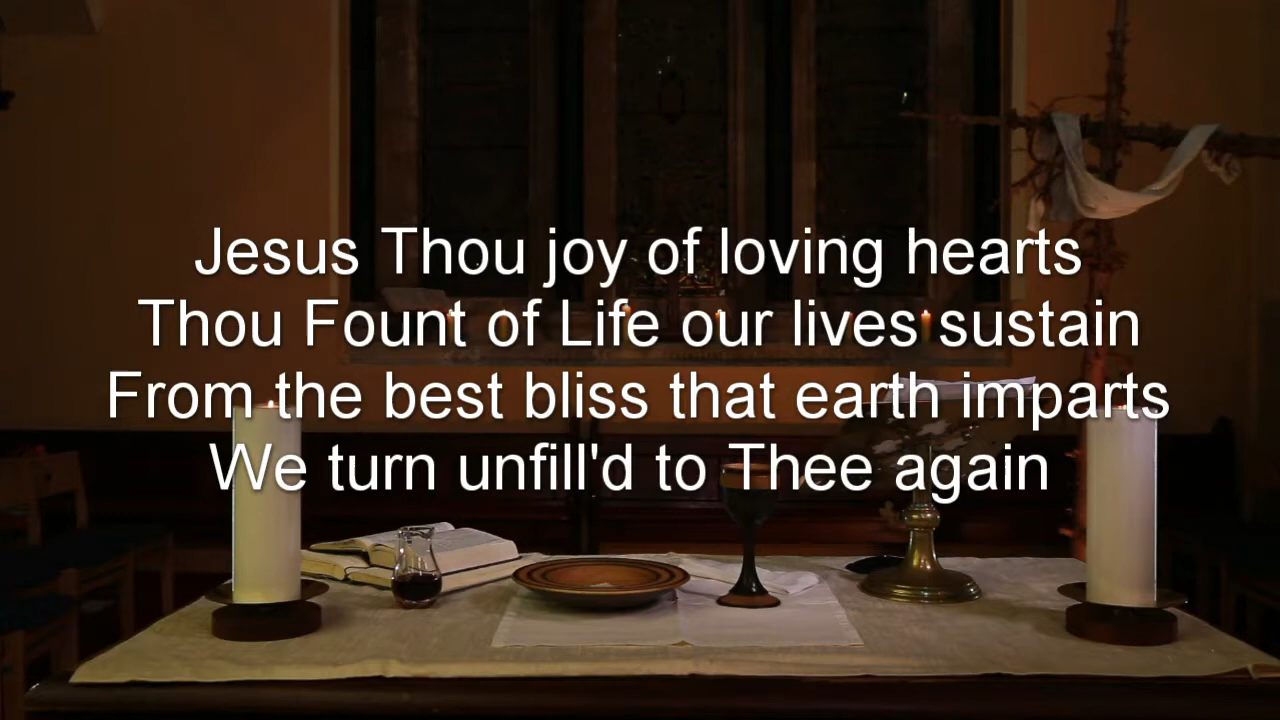 Jesus Thou joy of loving hearts
Thou Fount of Life our lives sustain
From the best bliss that earth imparts
We turn unfill'd to Thee again